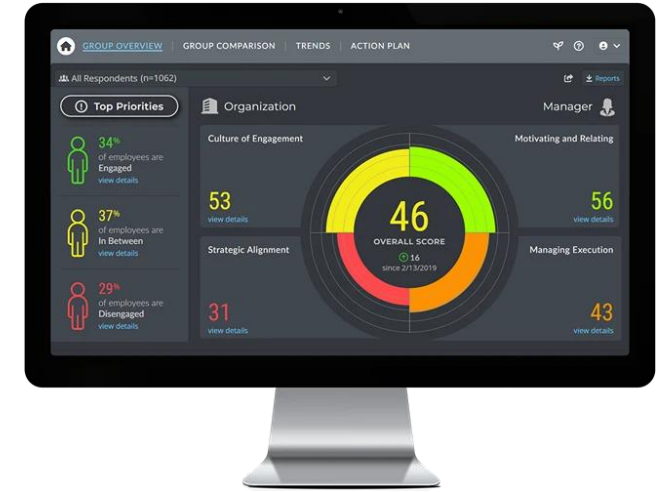 GROUP OVERVIEW
GROUP COMPARISON
TRENDS
ACTION PLAN
All Respondents (n=1062)
Reports
Top Priorities
Organization
Manager
34%
of employees are
Engaged
view details
37%
of employees are
In Between
view details
29%
of employees are
Disengaged
view details
Culture of Engagement
53
view details
Motivating and Relating
56
view details
46
OVERALL SCORE
16
since 2/13/2019
Strategic Alignment
31
view details
Managing Execution
43
view details